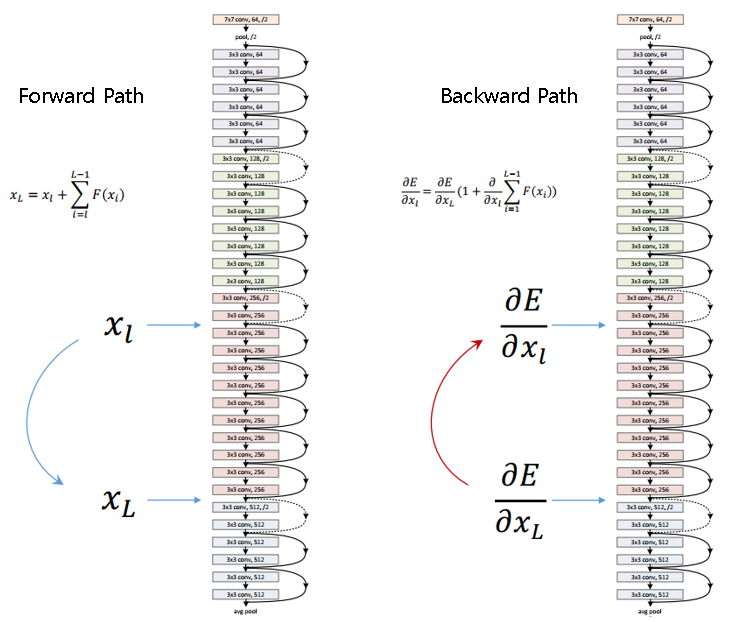 Forward Path
x_L = x_l + \sum_{i=l}^{L-1} F(x_i)
x_l
x_L
7x7 conv, 64, /2
pool, /2
3x3 conv, 64
3x3 conv, 64
3x3 conv, 64
3x3 conv, 64
3x3 conv, 64
3x3 conv, 64
3x3 conv, 128, /2
3x3 conv, 128
3x3 conv, 128
3x3 conv, 128
3x3 conv, 128
3x3 conv, 128
3x3 conv, 128
3x3 conv, 128
3x3 conv, 256, /2
3x3 conv, 256
3x3 conv, 256
3x3 conv, 256
3x3 conv, 256
3x3 conv, 256
3x3 conv, 256
3x3 conv, 256
3x3 conv, 256
3x3 conv, 256
3x3 conv, 256
3x3 conv, 256
3x3 conv, 512, /2
3x3 conv, 512
3x3 conv, 512
3x3 conv, 512
3x3 conv, 512
3x3 conv, 512
avg pool
Backward Path
\frac{∂E}{∂x_l} = \frac{∂E}{∂x_L} (1 + \frac{∂}{∂x_l} \sum_{i=1}^{L-1} F(x_i))
\frac{∂E}{∂x_l}
\frac{∂E}{∂x_L}
7x7 conv, 64, /2
pool, /2
3x3 conv, 64
3x3 conv, 64
3x3 conv, 64
3x3 conv, 64
3x3 conv, 64
3x3 conv, 64
3x3 conv, 128, /2
3x3 conv, 128
3x3 conv, 128
3x3 conv, 128
3x3 conv, 128
3x3 conv, 128
3x3 conv, 128
3x3 conv, 128
3x3 conv, 256, /2
3x3 conv, 256
3x3 conv, 256
3x3 conv, 256
3x3 conv, 256
3x3 conv, 256
3x3 conv, 256
3x3 conv, 256
3x3 conv, 256
3x3 conv, 256
3x3 conv, 256
3x3 conv, 256
3x3 conv, 512, /2
3x3 conv, 512
3x3 conv, 512
3x3 conv, 512
3x3 conv, 512
3x3 conv, 512
avg pool